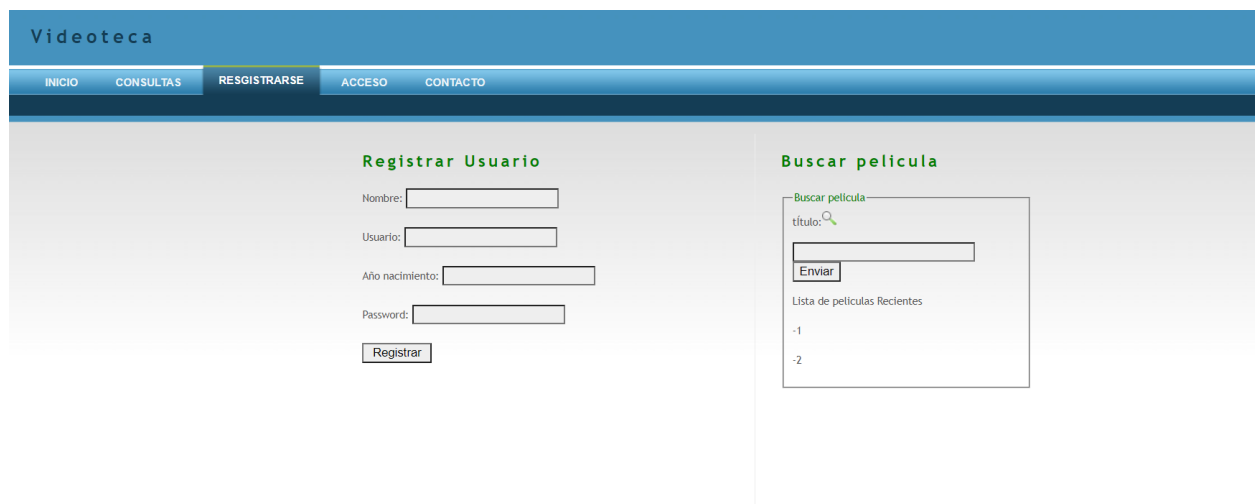 Videoteca
INICIO CONSULTAS RESGISTRARSE ACCESO CONTACTO
Registrar Usuario
Nombre:
Usuario:
Año nacimiento:
Password:
Registrar
Buscar pelicula
Buscar pelicula
tÍtulo:
Enviar
Lista de peliculas Recientes
-1
-2